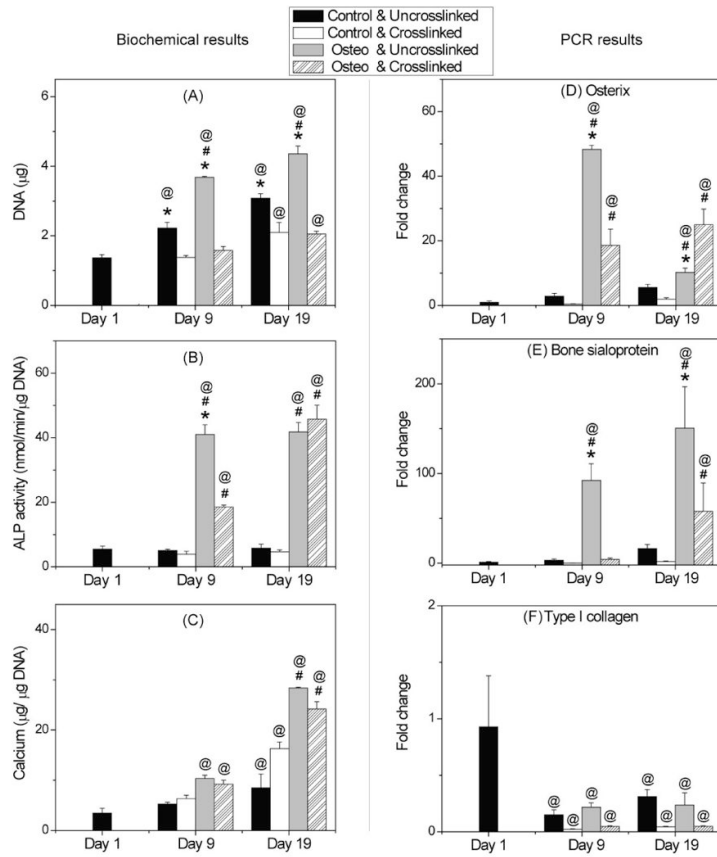 Biochemical results
Control & Uncrosslinked
Control & Crosslinked
Osteo & Uncrosslinked
Osteo & Crosslinked
PCR results
(A)
DNA (μg)
6
4
2
0
@
*
@
#
*
@
*
@
@
#
*
@
Day 1
Day 9
Day 19
(B)
ALP activity (nmol/min/μg DNA)
60
40
20
0
@
#
*
@
#
@
#
@
#
Day 1
Day 9
Day 19
(C)
Calcium (μg/ μg DNA)
40
20
0
@
@
@
@
@
#
@
#
Day 1
Day 9
Day 19
(D) Osterix
Fold change
60
40
20
0
@
#
*
@
#
@
#
*
@
#
Day 1
Day 9
Day 19
(E) Bone sialoprotein
Fold change
200
100
0
@
#
*
@
#
*
@
#
Day 1
Day 9
Day 19
(F) Type I collagen
Fold change
2
1
0
@
@
@
@
@
@
@
@
Day 1
Day 9
Day 19